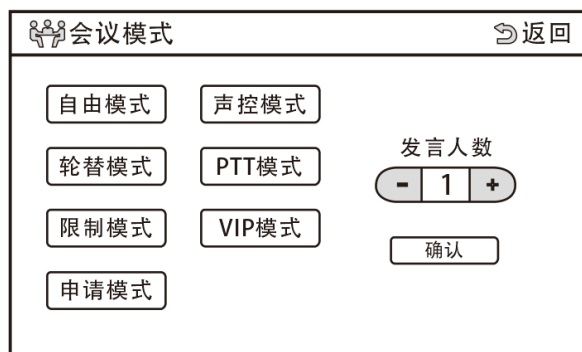 会议模式 返回
自由模式 声控模式
发言人数
轮替模式 PTT模式
- 1 +
限制模式 VIP模式
确认
申请模式